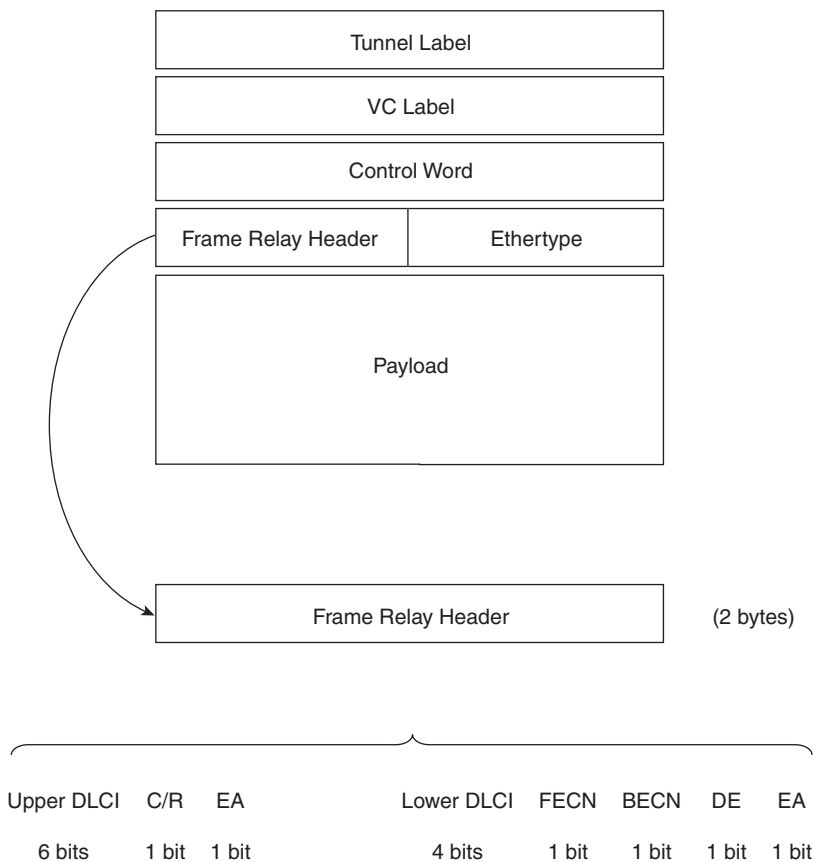 Tunnel Label
VC Label
Control Word
Frame Relay Header Ethertype
Payload
Frame Relay Header (2 bytes)
Upper DLCI C/R EA Lower DLCI FECN BECN DE EA
6 bits 1 bit 1 bit 4 bits 1 bit 1 bit 1 bit 1 bit